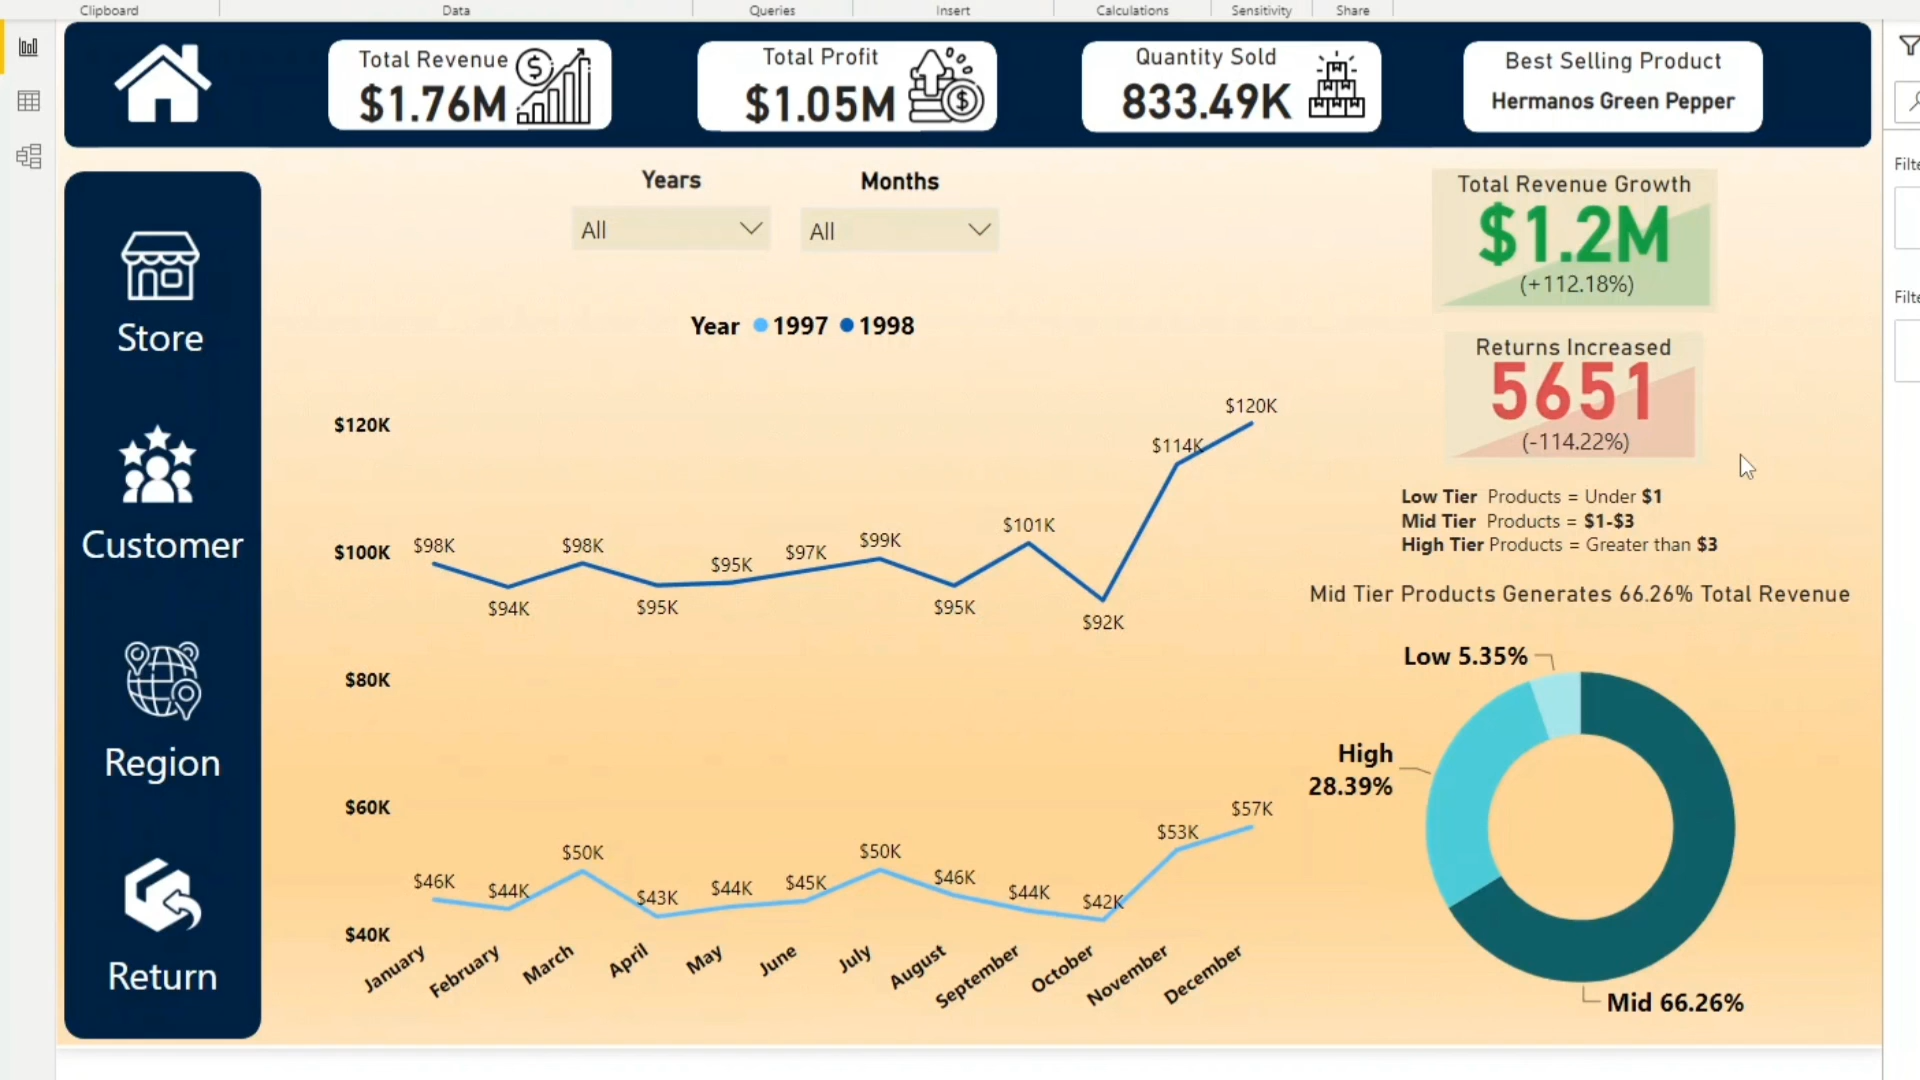 Clipboard
Data
Queries
Insert
Calculations
Sensitivity
Share
Total Revenue
$1.76M
Total Profit
$1.05M
Quantity Sold
833.49K
Best Selling Product
Hermanos Green Pepper
Store
Customer
Region
Return
Years
All
Months
All
Year 1997 1998
$120K
$100K
$80K
$60K
$40K
$98K
$94K
$98K
$95K
$95K
$97K
$99K
$95K
$101K
$92K
$114K
$120K
$46K
$44K
$50K
$43K
$44K
$45K
$50K
$46K
$44K
$42K
$53K
$57K
January
February
March
April
May
June
July
August
September
October
November
December
Total Revenue Growth
$1.2M
(+112.18%)
Returns Increased
5651
(-114.22%)
Low Tier Products = Under $1
Mid Tier Products = $1-$3
High Tier Products = Greater than $3
Mid Tier Products Generates 66.26% Total Revenue
Low 5.35%
High
28.39%
Mid 66.26%
Filte
Filte